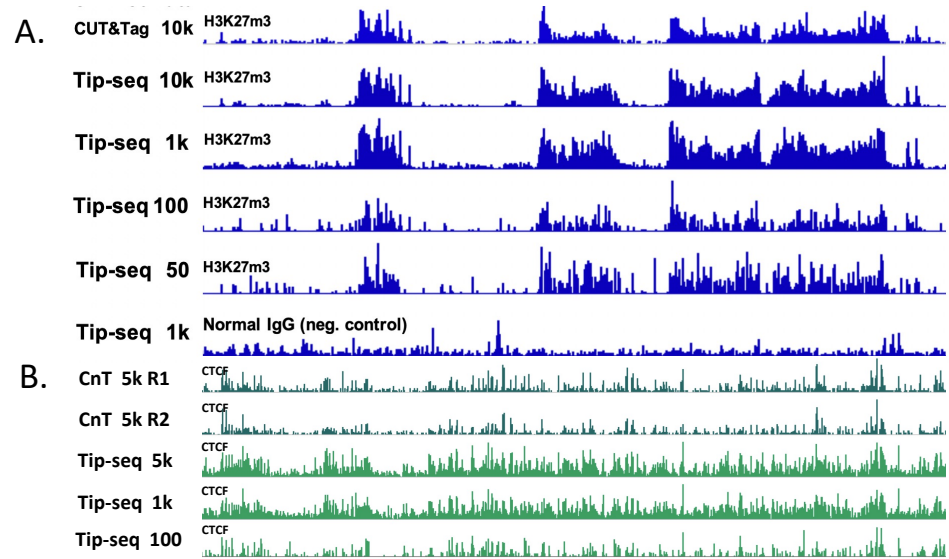 A.
CUT&Tag 10k H3K27m3
Tip-seq 10k H3K27m3
Tip-seq 1k H3K27m3
Tip-seq 100 H3K27m3
Tip-seq 50 H3K27m3
Tip-seq 1k Normal IgG (neg. control)
B.
CnT 5k R1 CTCF
CnT 5k R2 CTCF
Tip-seq 5k CTCF
Tip-seq 1k CTCF
Tip-seq 100 CTCF